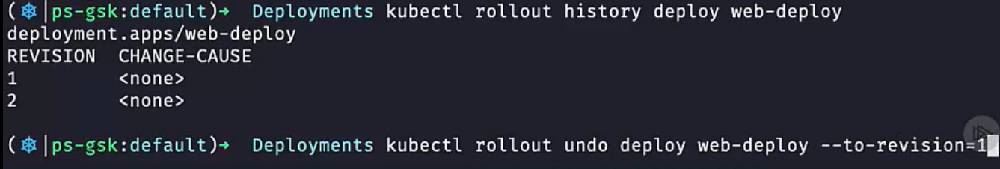 (⎈|ps-gsk:default)→ Deployments kubectl rollout history deploy web-deploy
deployment.apps/web-deploy
REVISION  CHANGE-CAUSE
1         <none>
2         <none>
(⎈|ps-gsk:default)→ Deployments kubectl rollout undo deploy web-deploy --to-revision=1